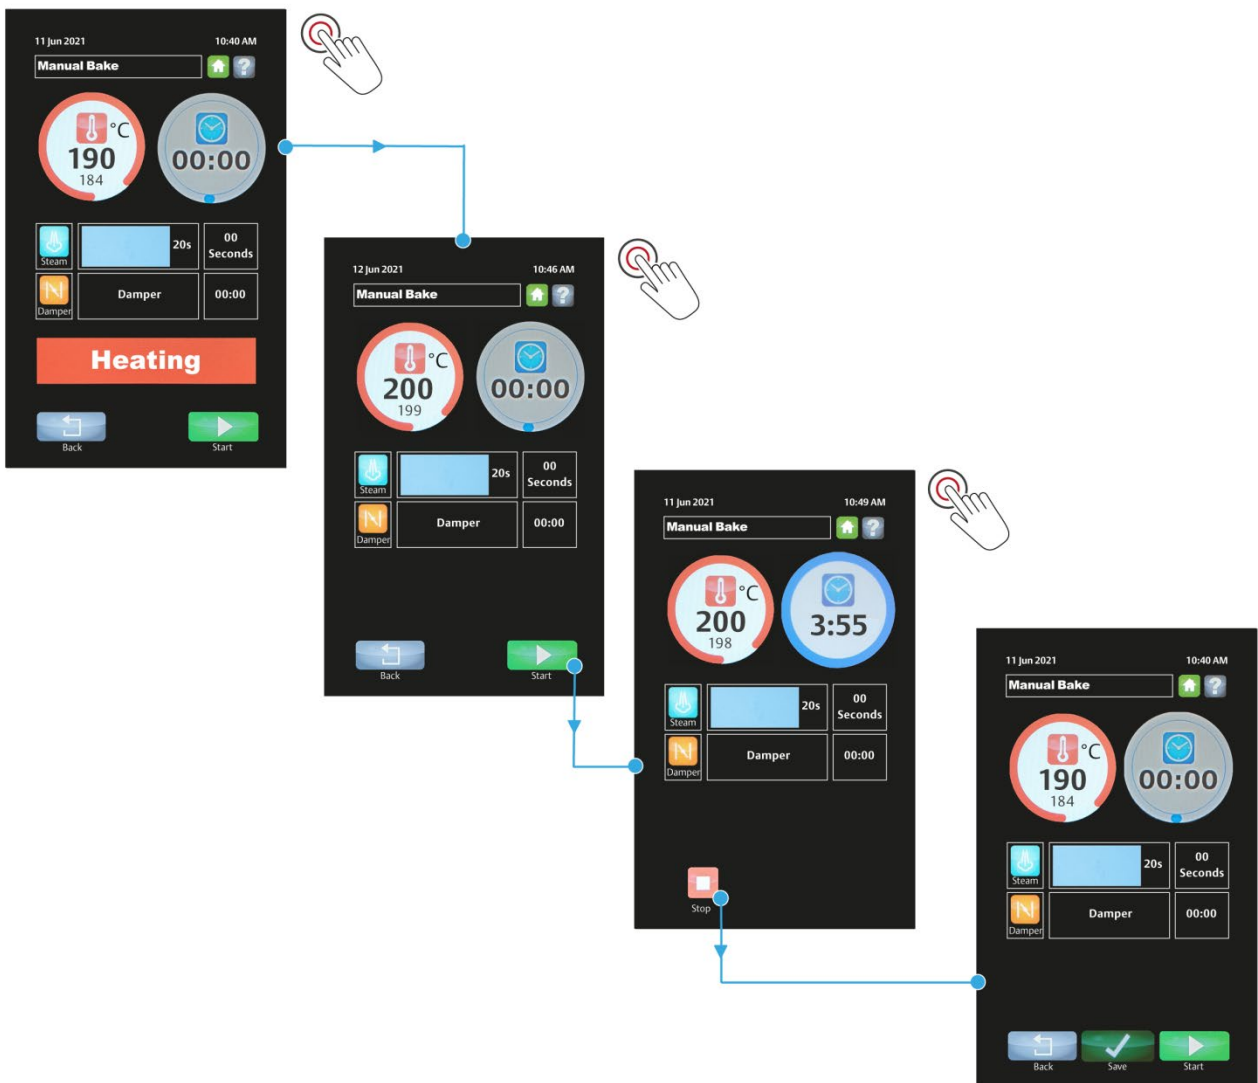 11 Jun 2021 10:40 AM
Manual Bake ?
°C
190 00:00
184
20s 00
Steam Seconds
Damper 00:00
Damper
Heating
Back Start
12 Jun 2021 10:46 AM
Manual Bake ?
°C
200 00:00
199
20s 00
Steam Seconds
Damper 00:00
Damper
Back Start
11 Jun 2021 10:49 AM
Manual Bake ?
°C
200 3:55
198
20s 00
Steam Seconds
Damper 00:00
Damper
Stop
11 Jun 2021 10:40 AM
Manual Bake ?
°C
190 00:00
184
20s 00
Steam Seconds
Damper 00:00
Damper
Back Save Start